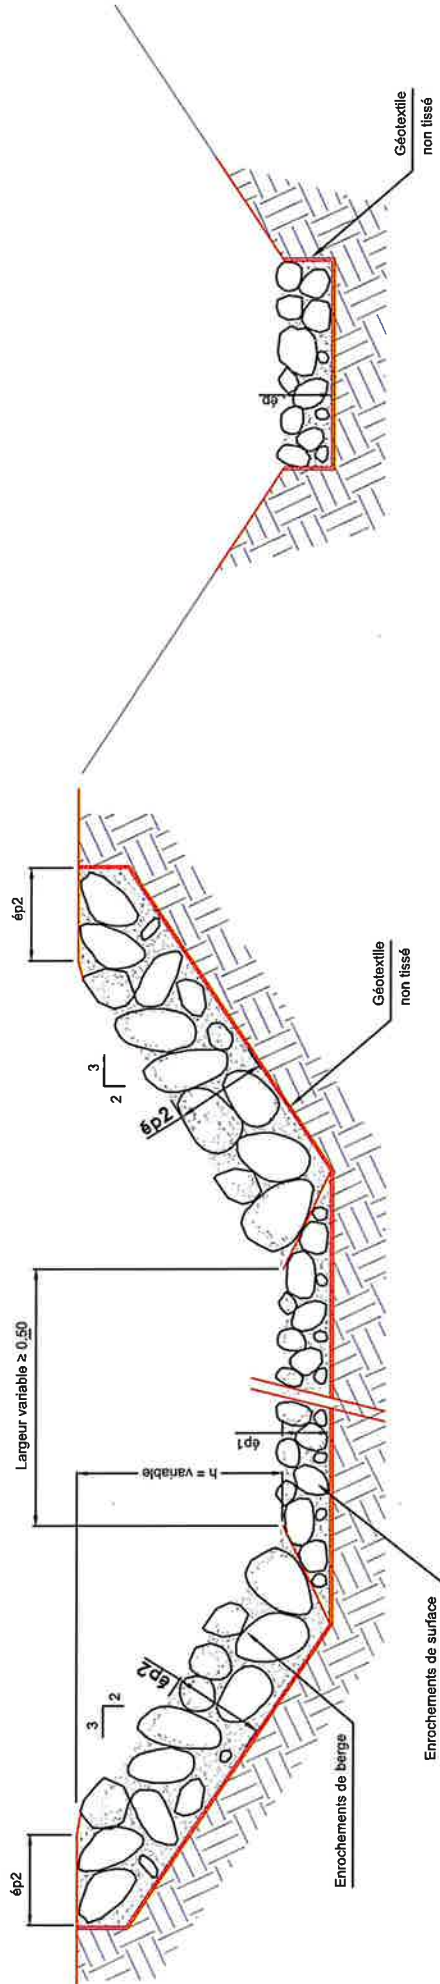 ép2
3
2
ép2
Enrochements de berge
Enrochements de surface
h = variable
Largeur variable ≥ 0.50
ép1
ép2
3
2
ép2
Géotextile
non tissé
ép
Géotextile
non tissé